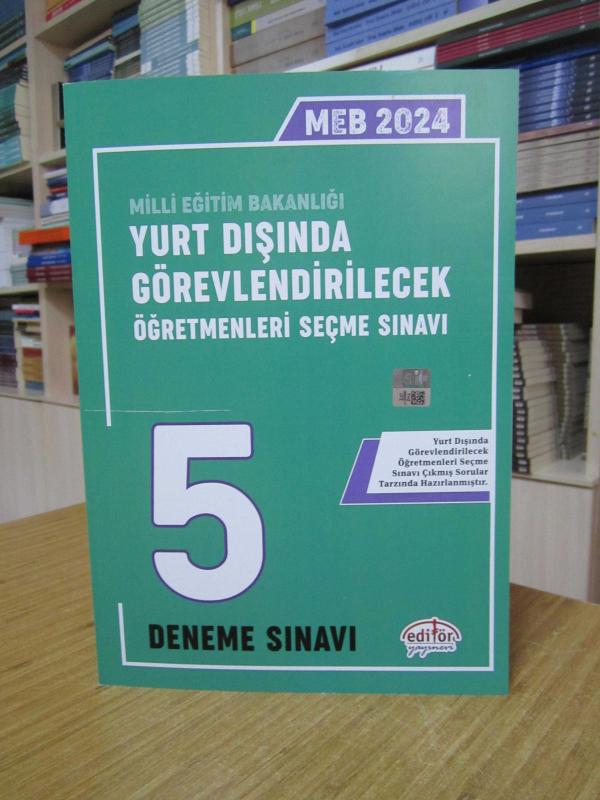 MEB 2024
MİLLİ EĞİTİM BAKANLIĞI
YURT DIŞINDA
GÖREVLENDİRİLECEK
ÖĞRETMENLERİ SEÇME SINAVI
Yurt Dışında
Görevlendirilecek
Öğretmenleri Seçme
Sınavı Çıkmış Sorular
Tarzında Hazırlanmıştır.
5
DENEME SINAVI
editör
yayınevi